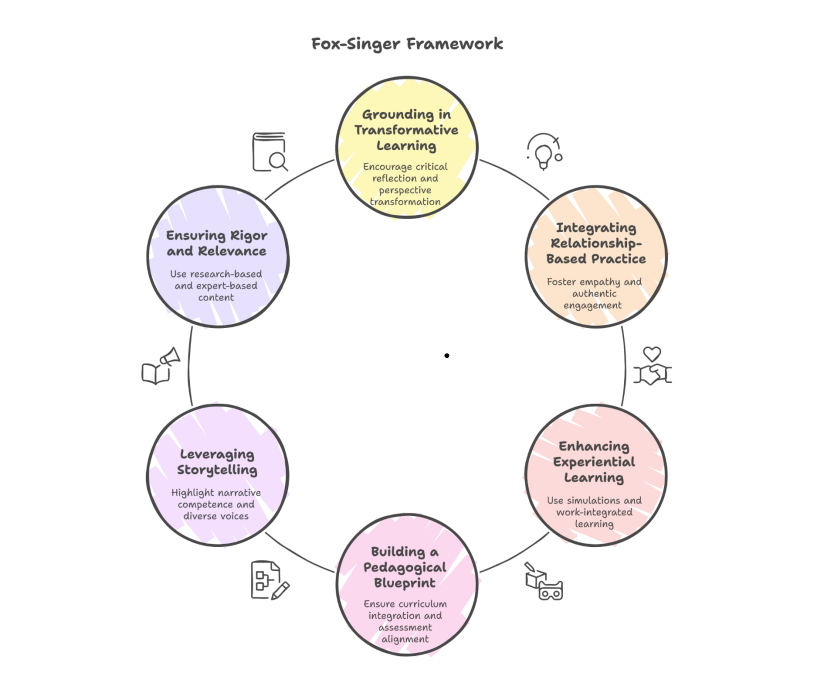 Fox-Singer Framework
Grounding in
Transformative
Learning
Encourage critical
reflection and
perspective
transformation
Integrating
Relationship-
Based Practice
Foster empathy and
authentic
engagement
Enhancing
Experiential
Learning
Use simulations and
work-integrated
learning
Building a
Pedagogical
Blueprint
Ensure curriculum
integration and
assessment
alignment
Leveraging
Storytelling
Highlight narrative
competence and
diverse voices
Ensuring Rigor
and Relevance
Use research-based
and expert-based
content